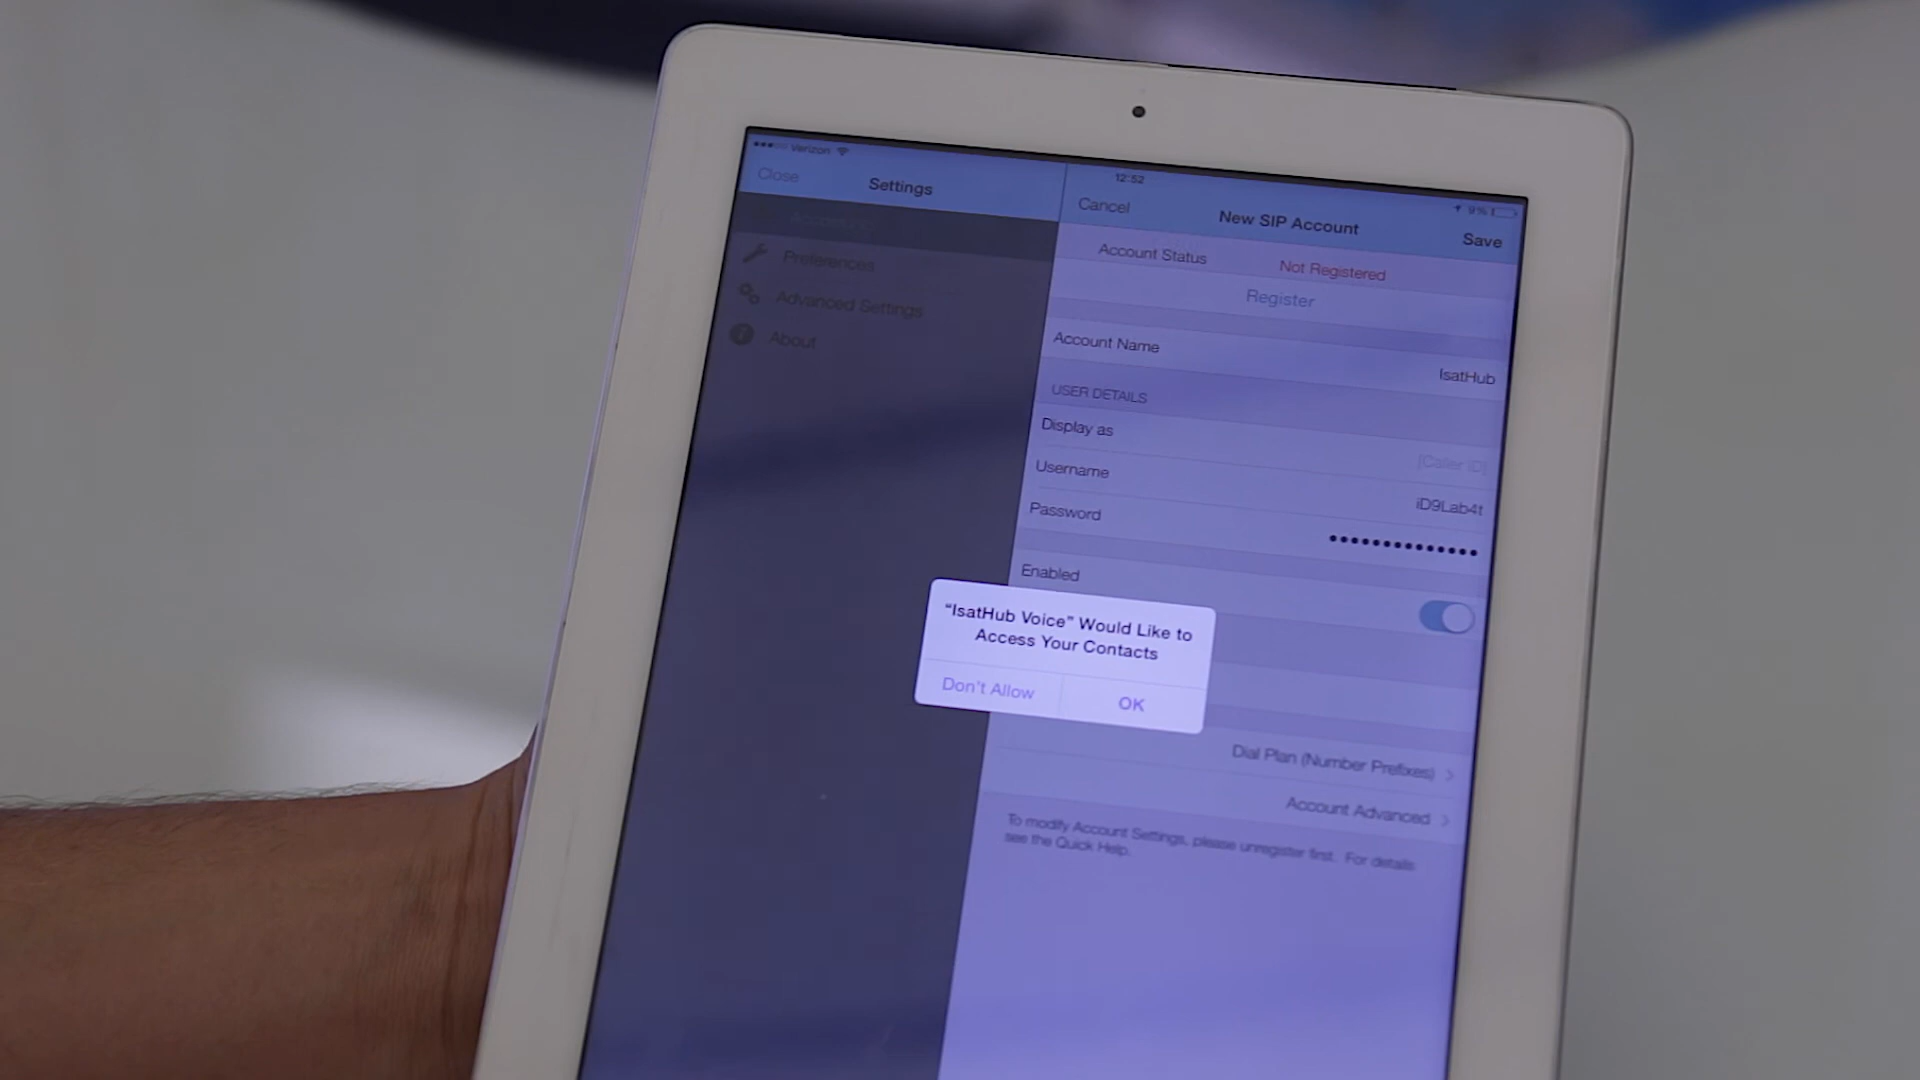 Verizon
12:52
9%
Close
Settings
Accounts
Preferences
Advanced Settings
About
Cancel
New SIP Account
Save
Account Status
Not Registered
Register
Account Name
IsatHub
USER DETAILS
Display as
[Caller ID]
Username
iD9Lab4t
Password
••••••••••••••
Enabled
“IsatHub Voice” Would Like to
Access Your Contacts
Don't Allow
OK
Dial Plan (Number Prefixes)
Account Advanced
To modify Account Settings, please unregister first. For details
see the Quick Help.